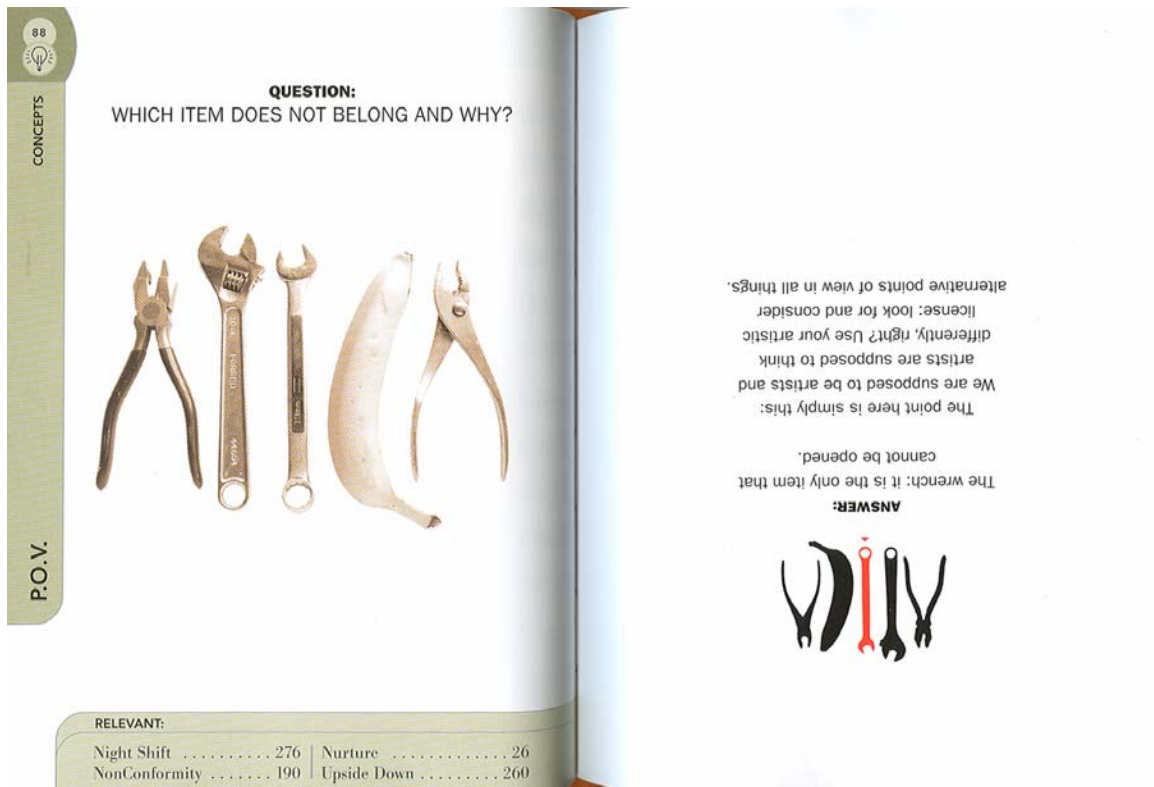 88
CONCEPTS
P.O.V.
QUESTION:
WHICH ITEM DOES NOT BELONG AND WHY?
RELEVANT:
Night Shift .......... 276
NonConformity ....... 190
Nurture ............ 26
Upside Down ......... 260
ANSWER:
The wrench: it is the only item that
cannot be opened.
The point here is simply this:
We are supposed to be artists and
artists are supposed to think
differently, right? Use your artistic
license: look for and consider
alternative points of view in all things.